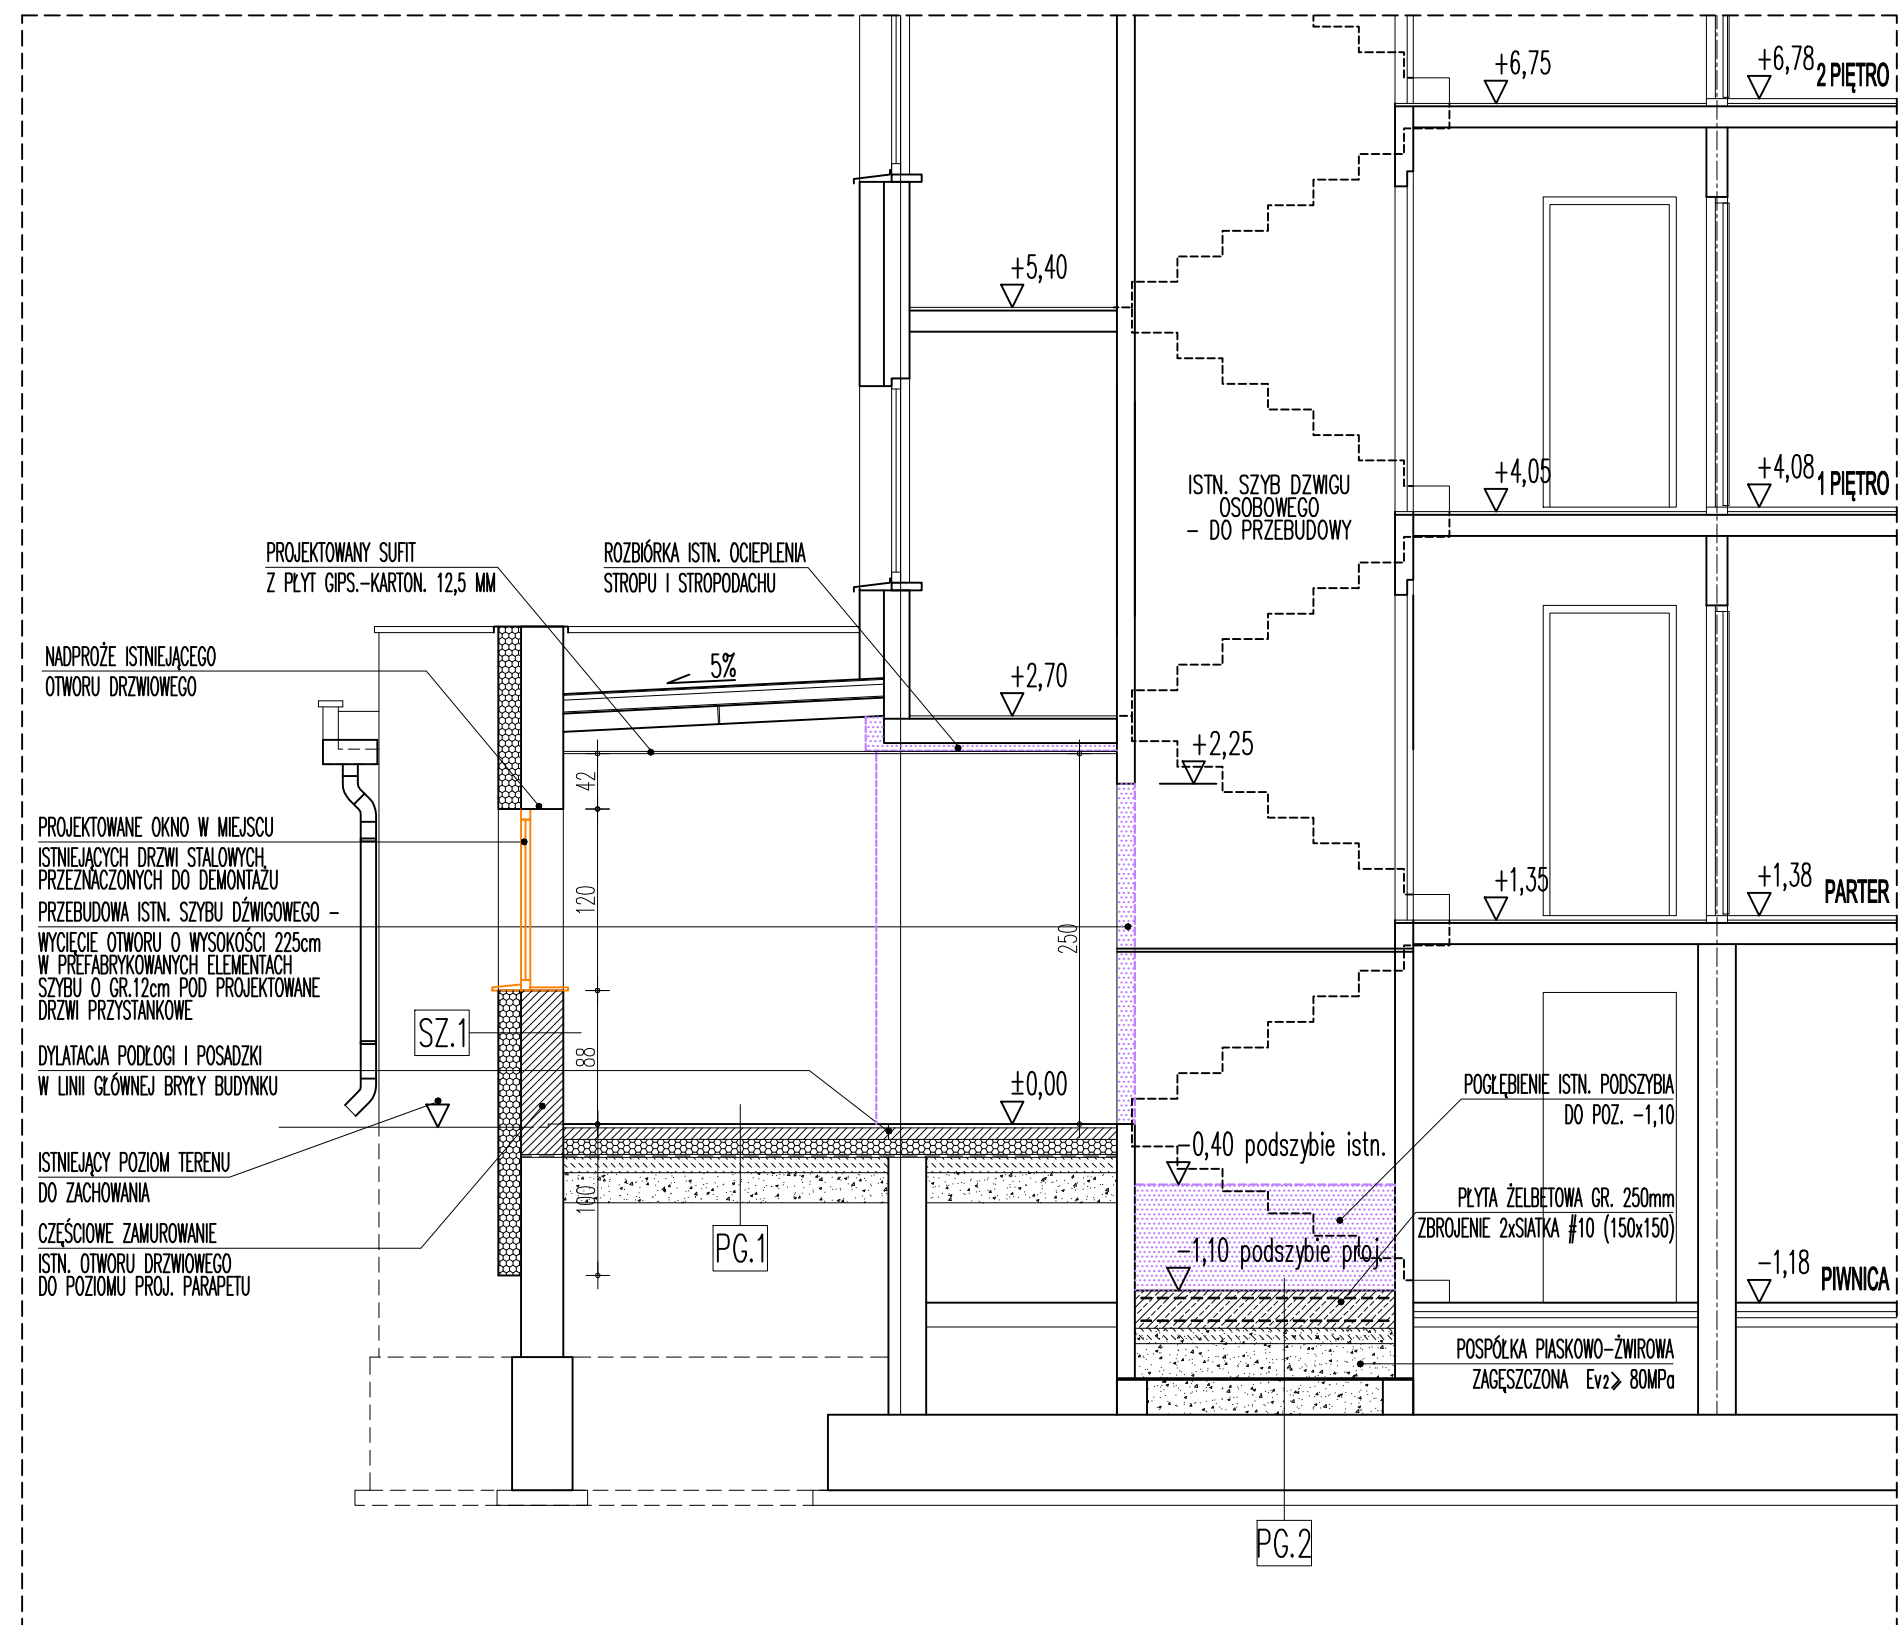 +6,75
+6,78
2 PIĘTRO
+5,40
+4,05
+4,08
1 PIĘTRO
ISTN. SZYB DZWIGU
OSOBOWEGO
- DO PRZEBUDOWY
PROJEKTOWANY SUFIT
Z PŁYT GIPS.-KARTON. 12,5 MM
ROZBIÓRKA ISTN. OCIEPLENIA
STROPU I STROPODACHU
NADPROŻE ISTNIEJĄCEGO
OTWORU DRZWIOWEGO
5%
+2,70
+2,25
42
PROJEKTOWANE OKNO W MIEJSCU
ISTNIEJĄCYCH DRZWI STALOWYCH,
PRZEZNACZONYCH DO DEMONTAŻU
120
+1,35
+1,38
PARTER
PRZEBUDOWA ISTN. SZYBU DŹWIGOWEGO -
WYCIĘCIE OTWORU O WYSOKOŚCI 225cm
W PREFABRYKOWANYCH ELEMENTACH
SZYBU O GR.12cm POD PROJEKTOWANE
DRZWI PRZYSTANKOWE
250
SZ.1
88
DYLATACJA PODŁOGI I POSADZKI
W LINII GŁÓWNEJ BRYŁY BUDYNKU
±0,00
POGŁĘBIENIE ISTN. PODSZYBIA
DO POZ. -1,10
-0,40 podszybie istn.
ISTNIEJĄCY POZIOM TERENU
DO ZACHOWANIA
100
PŁYTA ŻELBETOWA GR. 250mm
ZBROJENIE 2xSIATKA #10 (150x150)
CZĘŚCIOWE ZAMUROWANIE
ISTN. OTWORU DRZWIOWEGO
DO POZIOMU PROJ. PARAPETU
PG.1
-1,10 podszybie proj.
-1,18
PIWNICA
POSPÓŁKA PIASKOWO-ŻWIROWA
ZAGĘSZCZONA Ev2⩾ 80MPa
PG.2